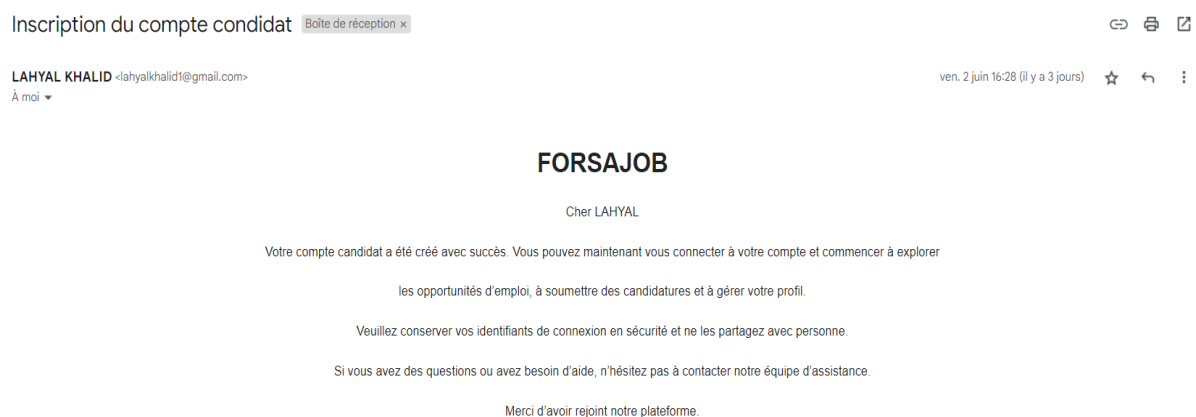 Inscription du compte condidat Boîte de réception ×
LAHYAL KHALID <lahyalkhalid1@gmail.com> ven. 2 juin 16:28 (il y a 3 jours)
À moi
FORSAJOB
Cher LAHYAL
Votre compte candidat a été créé avec succès. Vous pouvez maintenant vous connecter à votre compte et commencer à explorer
les opportunités d'emploi, à soumettre des candidatures et à gérer votre profil.
Veuillez conserver vos identifiants de connexion en sécurité et ne les partagez avec personne.
Si vous avez des questions ou avez besoin d'aide, n'hésitez pas à contacter notre équipe d'assistance.
Merci d'avoir rejoint notre plateforme.